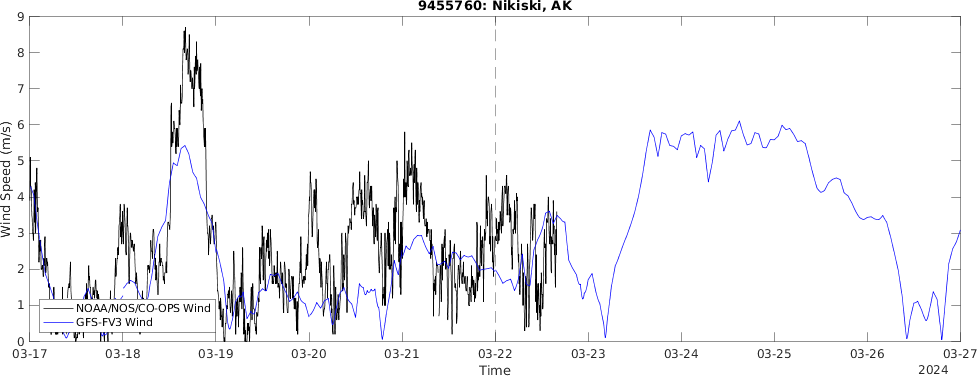 9455760: Nikiski, AK
Wind Speed (m/s)
9
8
7
6
5
4
3
2
1
0
NOAA/NOS/CO-OPS Wind
GFS-FV3 Wind
03-17 03-18 03-19 03-20 03-21 03-22 03-23 03-24 03-25 03-26 03-27
Time
2024